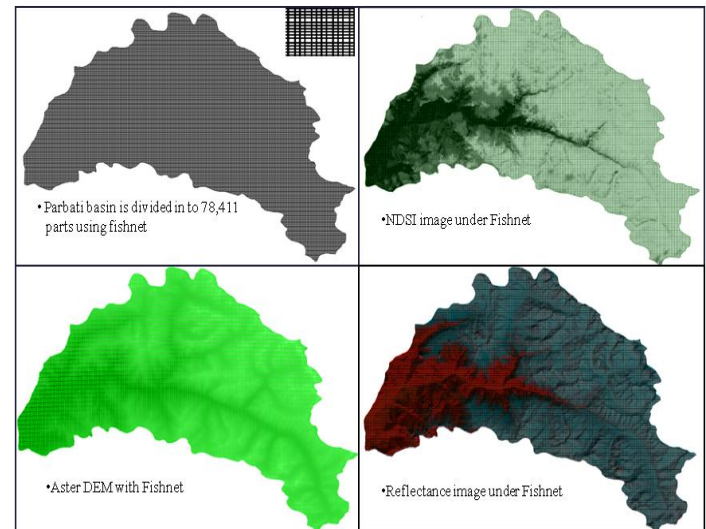 • Parbati basin is divided in to 78,411
parts using fishnet
•NDSI image under Fishnet
•Aster DEM with Fishnet
•Reflectance image under Fishnet